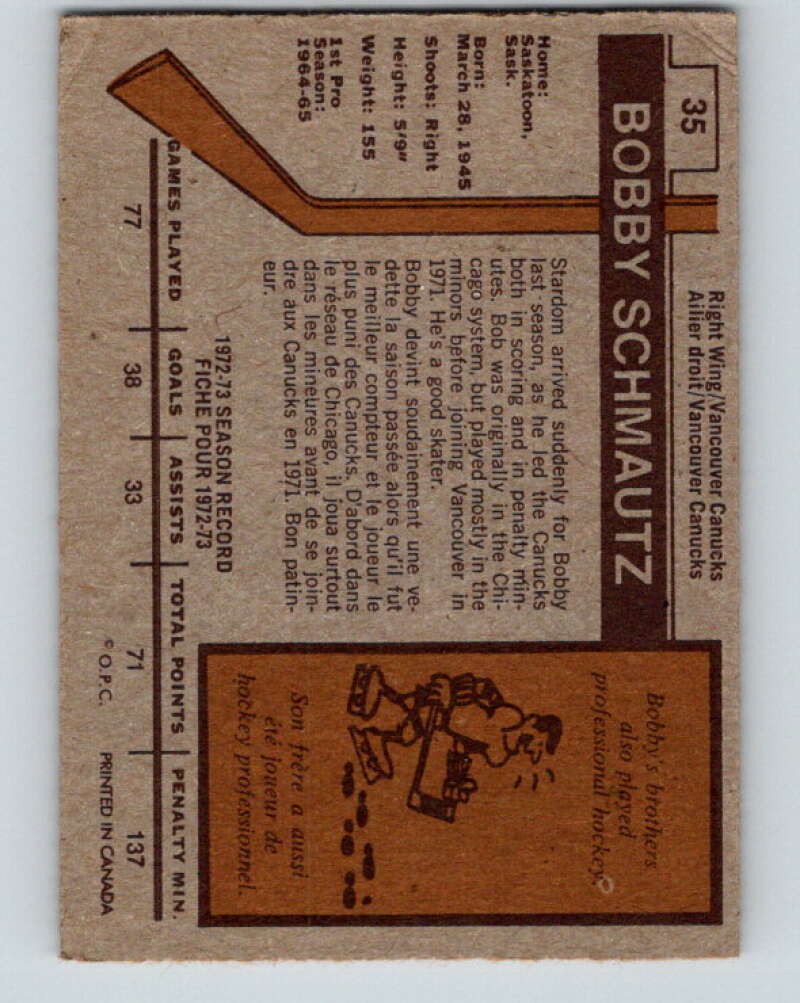 35
Right Wing/Vancouver Canucks
Ailier droit/Vancouver Canucks
BOBBY SCHMAUTZ
Home:
Saskatoon,
Sask.
Born:
March 28, 1945
Shoots: Right
Height: 5'9"
Weight: 155
1st Pro
Season:
1964-65
Stardom arrived suddenly for Bobby
last season, as he led the Canucks
both in scoring and in penalty min-
utes. Bob was originally in the Chi-
cago system, but played mostly in the
minors before joining Vancouver in
1971. He's a good skater.
Bobby devint soudainement une ve-
dette la saison passée alors qu'il fut
le meilleur compteur et le joueur le
plus puni des Canucks. D'abord dans
le réseau de Chicago, il joua surtout
dans les mineures avant de se join-
dre aux Canucks en 1971. Bon patin-
eur.
Bobby's brothers
also played
professional hockey.
Son frère a aussi
été joueur de
hockey professionnel.
1972-73 SEASON RECORD
FICHE POUR 1972-73
GAMES PLAYED GOALS ASSISTS TOTAL POINTS PENALTY MIN.
77 38 33 71 137
© O.P.C. PRINTED IN CANADA